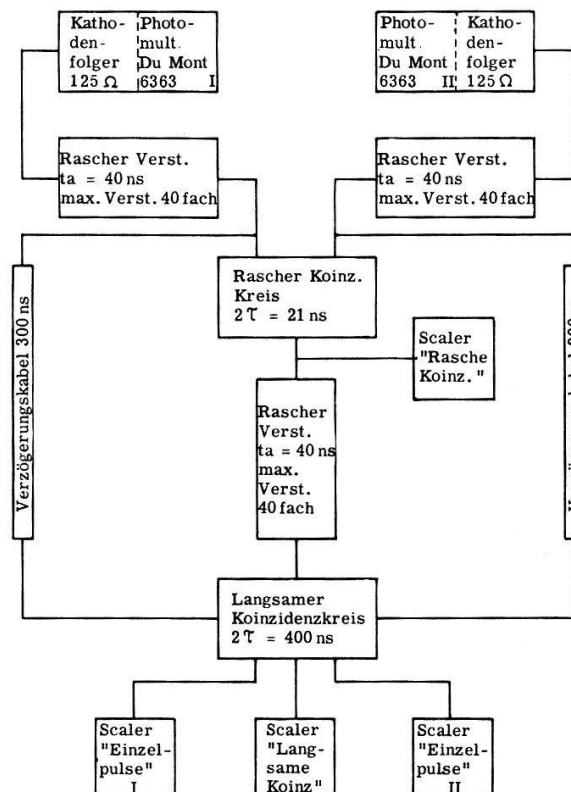 Katho-
den-
folger
125 Ω
Photo-
mult.
Du Mont
6363 I
Photo-
mult.
Du Mont
6363 II
Katho-
den-
folger
125 Ω
Rascher Verst.
ta = 40 ns
max. Verst. 40 fach
Rascher Verst.
ta = 40 ns
max. Verst. 40 fach
Verzögerungskabel 300 ns
Rascher Koinz.
Kreis
2τ = 21 ns
Scaler
"Rasche
Koinz."
Rascher
Verst.
ta = 40 ns
max.
Verst.
40 fach
Langsamer
Koinzidenzkreis
2τ = 400 ns
Scaler
"Einzel-
pulse"
I
Scaler
"Lang-
same
Koinz"
Scaler
"Einzel-
pulse"
II